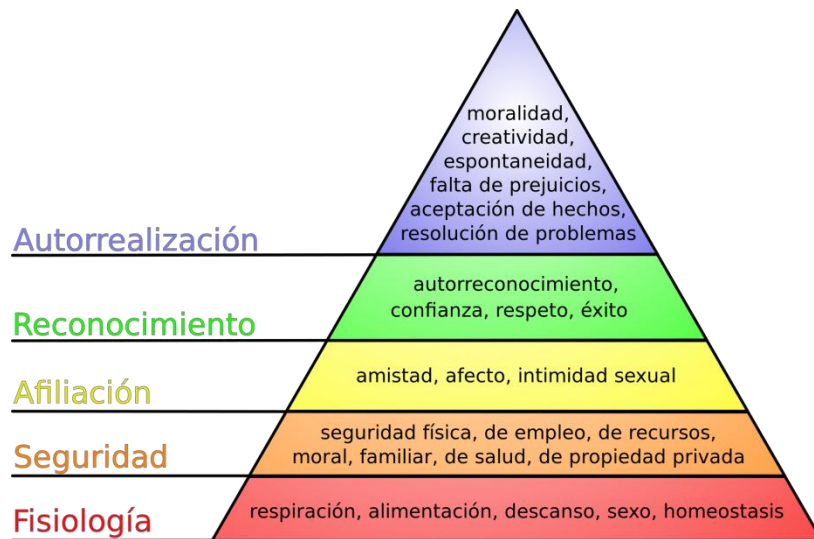 moralidad,
creatividad,
espontaneidad,
falta de prejuicios,
aceptación de hechos,
resolución de problemas
Autorrealización
autorreconocimiento,
confianza, respeto, éxito
Reconocimiento
amistad, afecto, intimidad sexual
Afiliación
seguridad física, de empleo, de recursos,
moral, familiar, de salud, de propiedad privada
Seguridad
respiración, alimentación, descanso, sexo, homeostasis
Fisiología